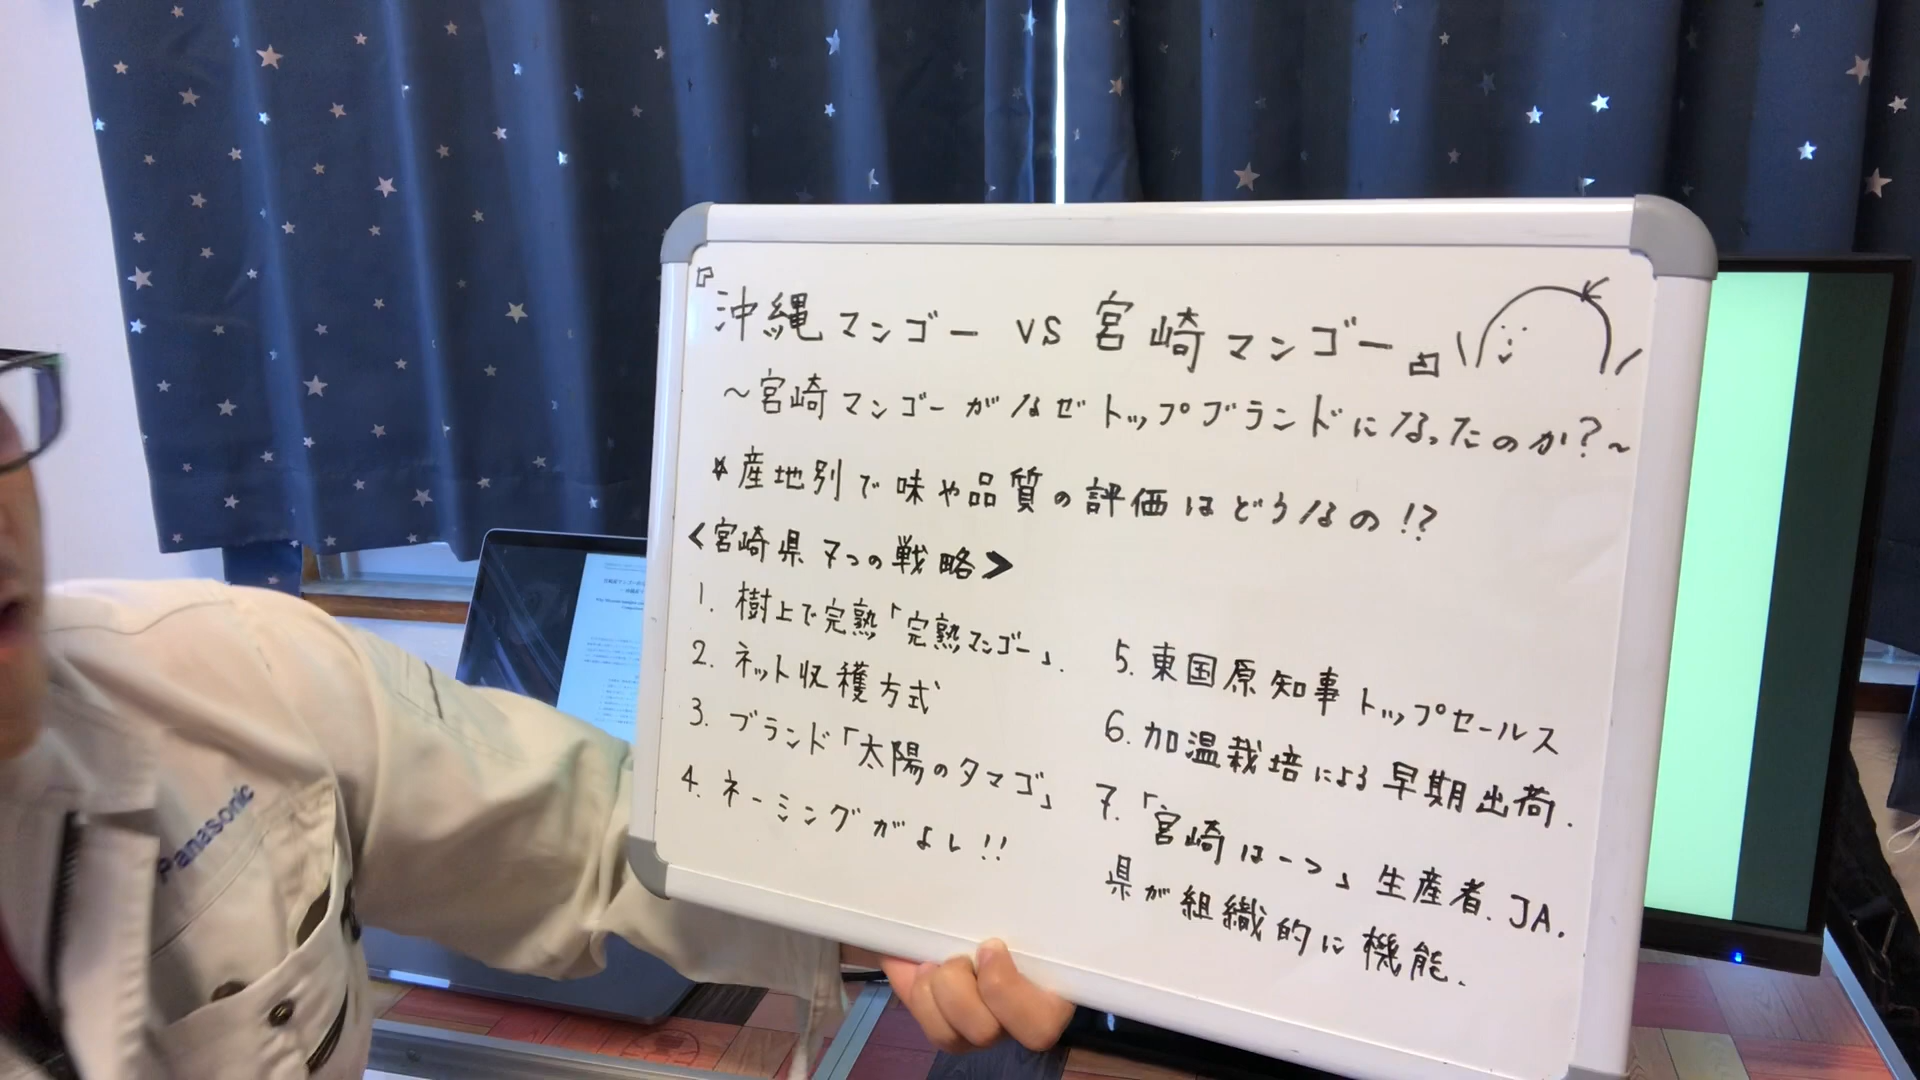 『沖縄マンゴー VS 宮崎マンゴー』
～宮崎マンゴーがなぜトップブランドになったのか?～
*産地別で味や品質の評価はどうなの!?
<宮崎県7つの戦略>
1. 樹上で完熟「完熟マンゴー」.
2. ネット収穫方式
3. ブランド「太陽のタマゴ」
4. ネーミングがよし!!
5. 東国原知事トップセールス
6. 加温栽培による早期出荷.
7.「宮崎は一つ」生産者.JA.
県が組織的に機能.
Panasonic